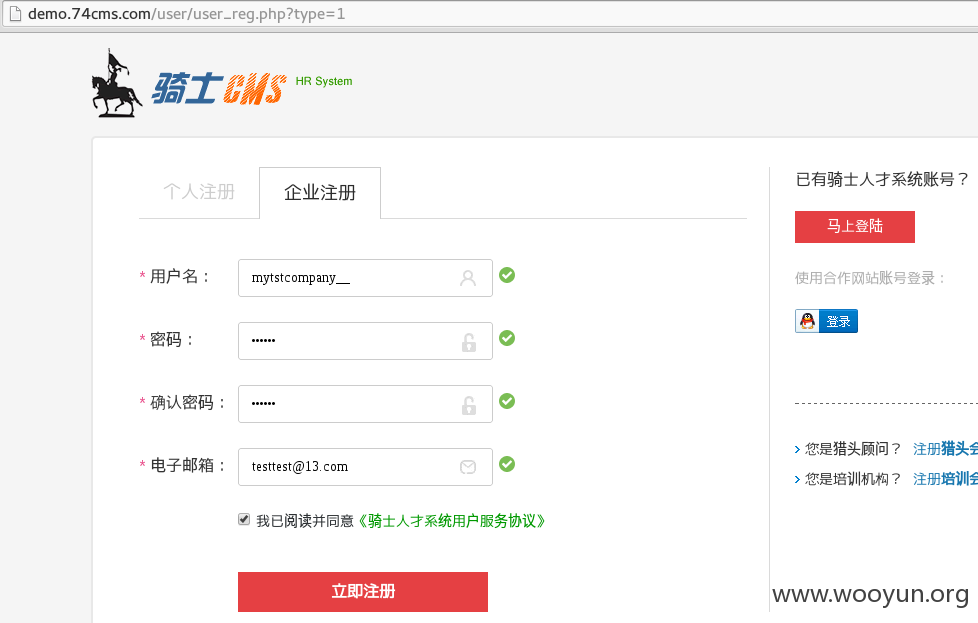 demo.74cms.com/user/user_reg.php?type=1
骑士CMS HR System
个人注册 企业注册
* 用户名： mytstcompany__
* 密码： ••••••
* 确认密码： ••••••
* 电子邮箱： testtest@13.com
我已阅读并同意《骑士人才系统用户服务协议》
立即注册
已有骑士人才系统账号？
马上登陆
使用合作网站账号登录：
登录
您是猎头顾问？ 注册猎头会
您是培训机构？ 注册培训会
www.wooyun.org